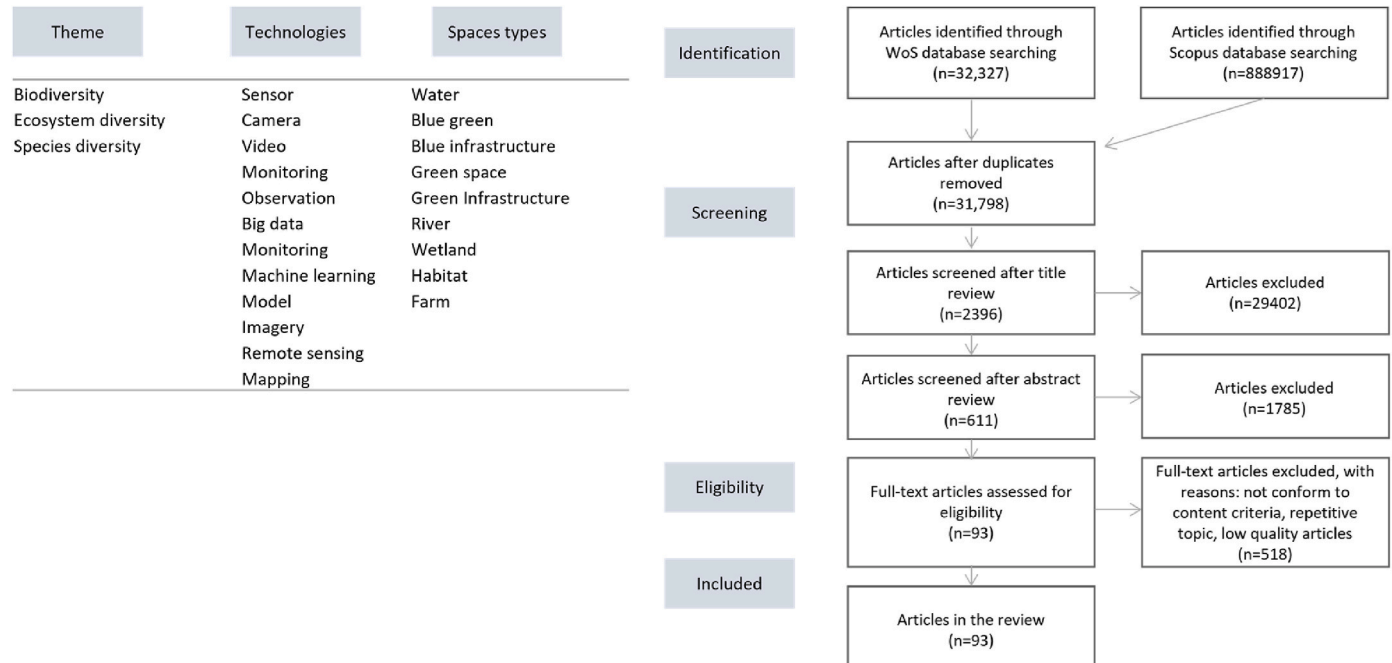 Theme
Technologies
Spaces types
Biodiversity
Ecosystem diversity
Species diversity
Sensor
Camera
Video
Monitoring
Observation
Big data
Monitoring
Machine learning
Model
Imagery
Remote sensing
Mapping
Water
Blue green
Blue infrastructure
Green space
Green Infrastructure
River
Wetland
Habitat
Farm
Identification
Articles identified through
WoS database searching
(n=32,327)
Articles identified through
Scopus database searching
(n=888917)
Screening
Articles after duplicates
removed
(n=31,798)
Articles screened after title
review
(n=2396)
Articles excluded
(n=29402)
Articles screened after abstract
review
(n=611)
Articles excluded
(n=1785)
Eligibility
Full-text articles assessed for
eligibility
(n=93)
Full-text articles excluded, with
reasons: not conform to
content criteria, repetitive
topic, low quality articles
(n=518)
Included
Articles in the review
(n=93)